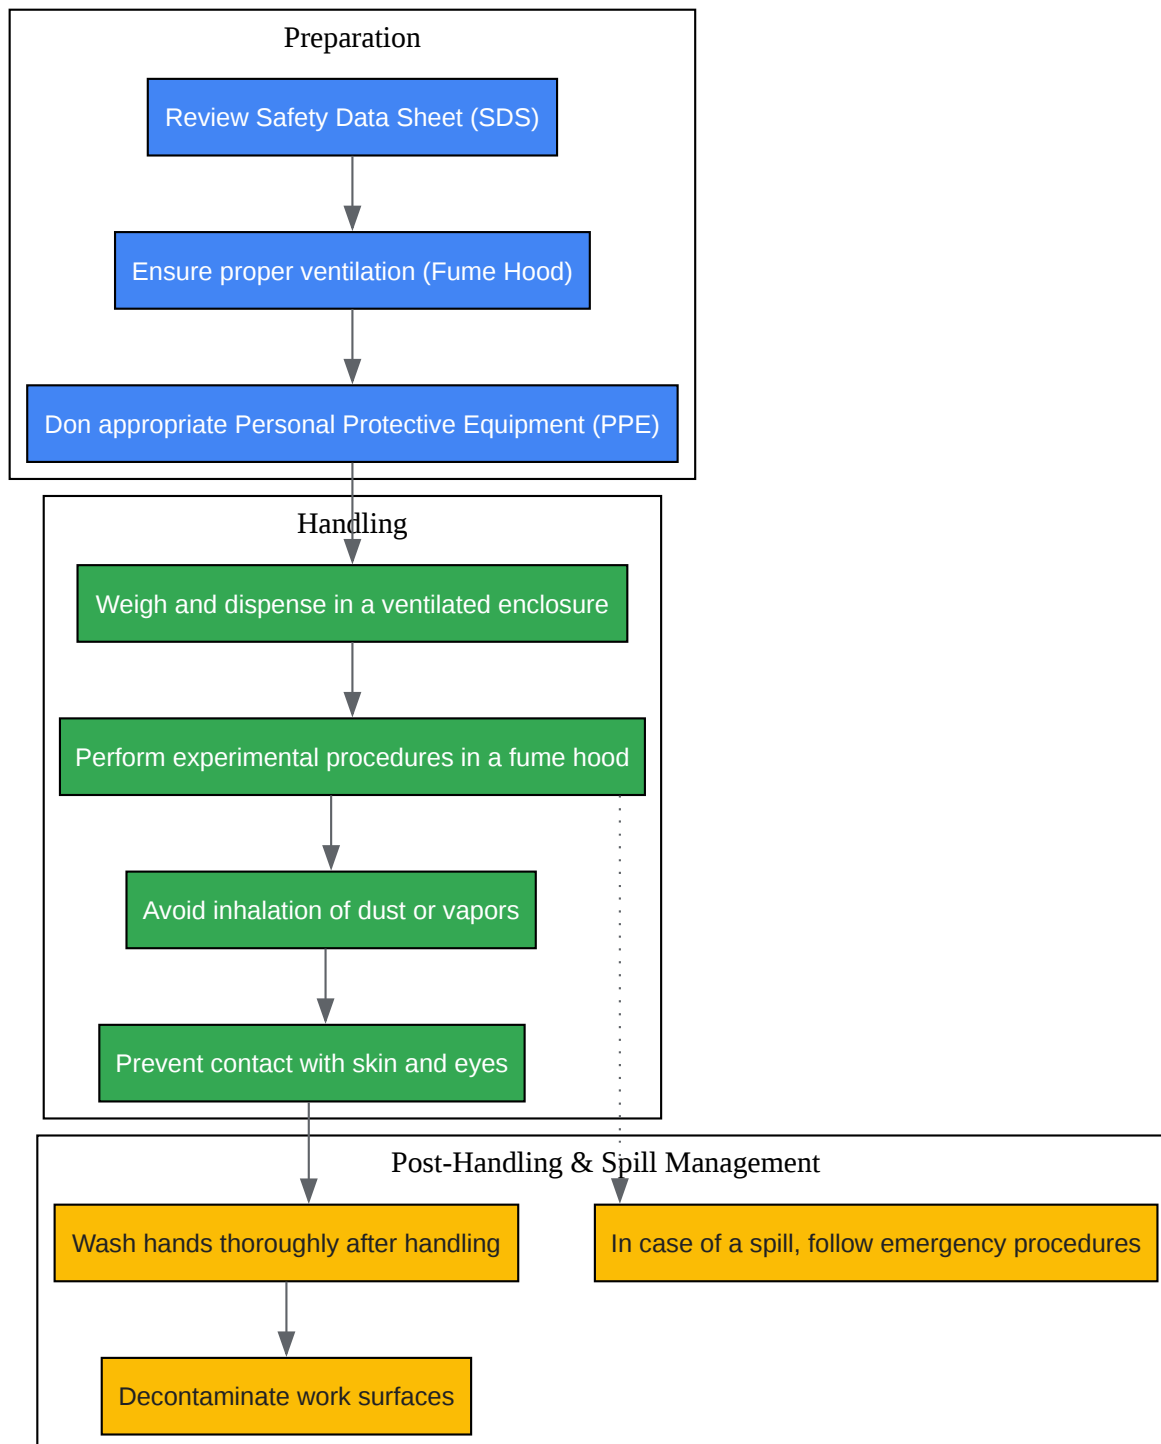 Preparation
Review Safety Data Sheet (SDS)
Ensure proper ventilation (Fume Hood)
Don appropriate Personal Protective Equipment (PPE)
Handling
Weigh and dispense in a ventilated enclosure
Perform experimental procedures in a fume hood
Avoid inhalation of dust or vapors
Prevent contact with skin and eyes
Post-Handling & Spill Management
Wash hands thoroughly after handling
In case of a spill, follow emergency procedures
Decontaminate work surfaces